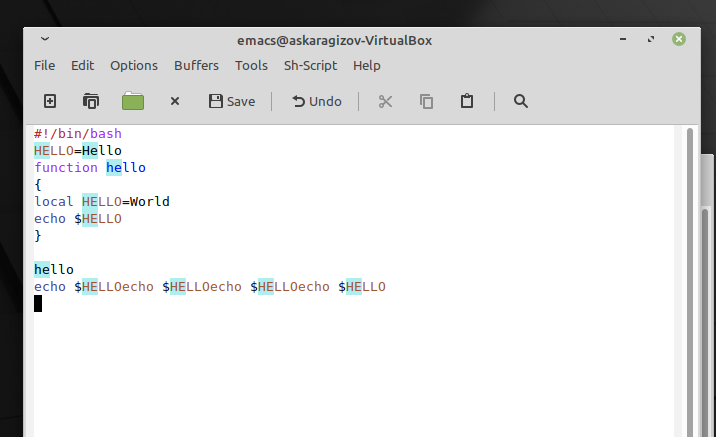 emacs@askaragizov-VirtualBox
File Edit Options Buffers Tools Sh-Script Help
Save Undo
#!/bin/bash
HELLO=Hello
function hello
{
local HELLO=World
echo $HELLO
}
hello
echo $HELLOecho $HELLOecho $HELLOecho $HELLO